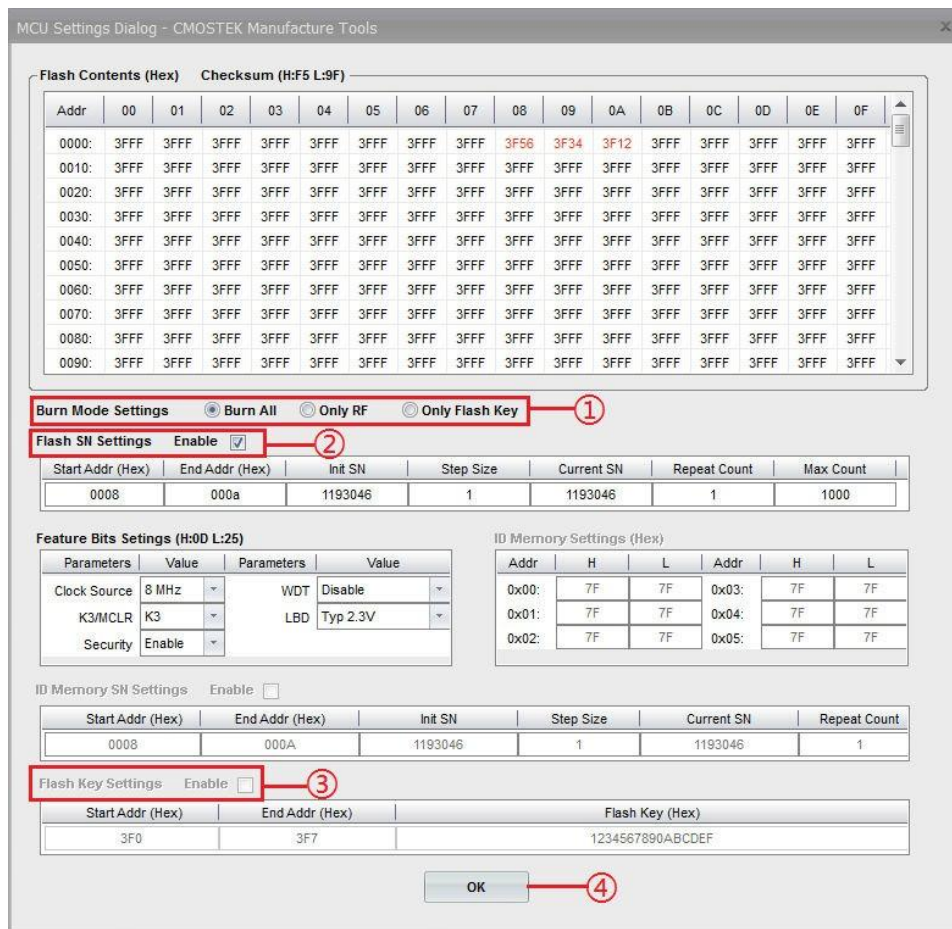 MCU Settings Dialog - CMOSTEK Manufacture Tools x
Flash Contents (Hex) Checksum (H:F5 L:9F)
Addr 00 01 02 03 04 05 06 07 08 09 0A 0B 0C 0D 0E 0F
0000: 3FFF 3FFF 3FFF 3FFF 3FFF 3FFF 3FFF 3FFF 3F56 3F34 3F12 3FFF 3FFF 3FFF 3FFF 3FFF
0010: 3FFF 3FFF 3FFF 3FFF 3FFF 3FFF 3FFF 3FFF 3FFF 3FFF 3FFF 3FFF 3FFF 3FFF 3FFF 3FFF
0020: 3FFF 3FFF 3FFF 3FFF 3FFF 3FFF 3FFF 3FFF 3FFF 3FFF 3FFF 3FFF 3FFF 3FFF 3FFF 3FFF
0030: 3FFF 3FFF 3FFF 3FFF 3FFF 3FFF 3FFF 3FFF 3FFF 3FFF 3FFF 3FFF 3FFF 3FFF 3FFF 3FFF
0040: 3FFF 3FFF 3FFF 3FFF 3FFF 3FFF 3FFF 3FFF 3FFF 3FFF 3FFF 3FFF 3FFF 3FFF 3FFF 3FFF
0050: 3FFF 3FFF 3FFF 3FFF 3FFF 3FFF 3FFF 3FFF 3FFF 3FFF 3FFF 3FFF 3FFF 3FFF 3FFF 3FFF
0060: 3FFF 3FFF 3FFF 3FFF 3FFF 3FFF 3FFF 3FFF 3FFF 3FFF 3FFF 3FFF 3FFF 3FFF 3FFF 3FFF
0070: 3FFF 3FFF 3FFF 3FFF 3FFF 3FFF 3FFF 3FFF 3FFF 3FFF 3FFF 3FFF 3FFF 3FFF 3FFF 3FFF
0080: 3FFF 3FFF 3FFF 3FFF 3FFF 3FFF 3FFF 3FFF 3FFF 3FFF 3FFF 3FFF 3FFF 3FFF 3FFF 3FFF
0090: 3FFF 3FFF 3FFF 3FFF 3FFF 3FFF 3FFF 3FFF 3FFF 3FFF 3FFF 3FFF 3FFF 3FFF 3FFF 3FFF
Burn Mode Settings Burn All Only RF Only Flash Key ①
Flash SN Settings Enable ②
Start Addr (Hex) End Addr (Hex) Init SN Step Size Current SN Repeat Count Max Count
0008 000a 1193046 1 1193046 1 1000
Feature Bits Setings (H:0D L:25) ID Memory Settings (Hex)
Parameters Value Parameters Value Addr H L Addr H L
Clock Source 8 MHz WDT Disable 0x00: 7F 7F 0x03: 7F 7F
K3/MCLR K3 LBD Typ 2.3V 0x01: 7F 7F 0x04: 7F 7F
Security Enable 0x02: 7F 7F 0x05: 7F 7F
ID Memory SN Settings Enable
Start Addr (Hex) End Addr (Hex) Init SN Step Size Current SN Repeat Count
0008 000A 1193046 1 1193046 1
Flash Key Settings Enable ③
Start Addr (Hex) End Addr (Hex) Flash Key (Hex)
3F0 3F7 1234567890ABCDEF
OK ④